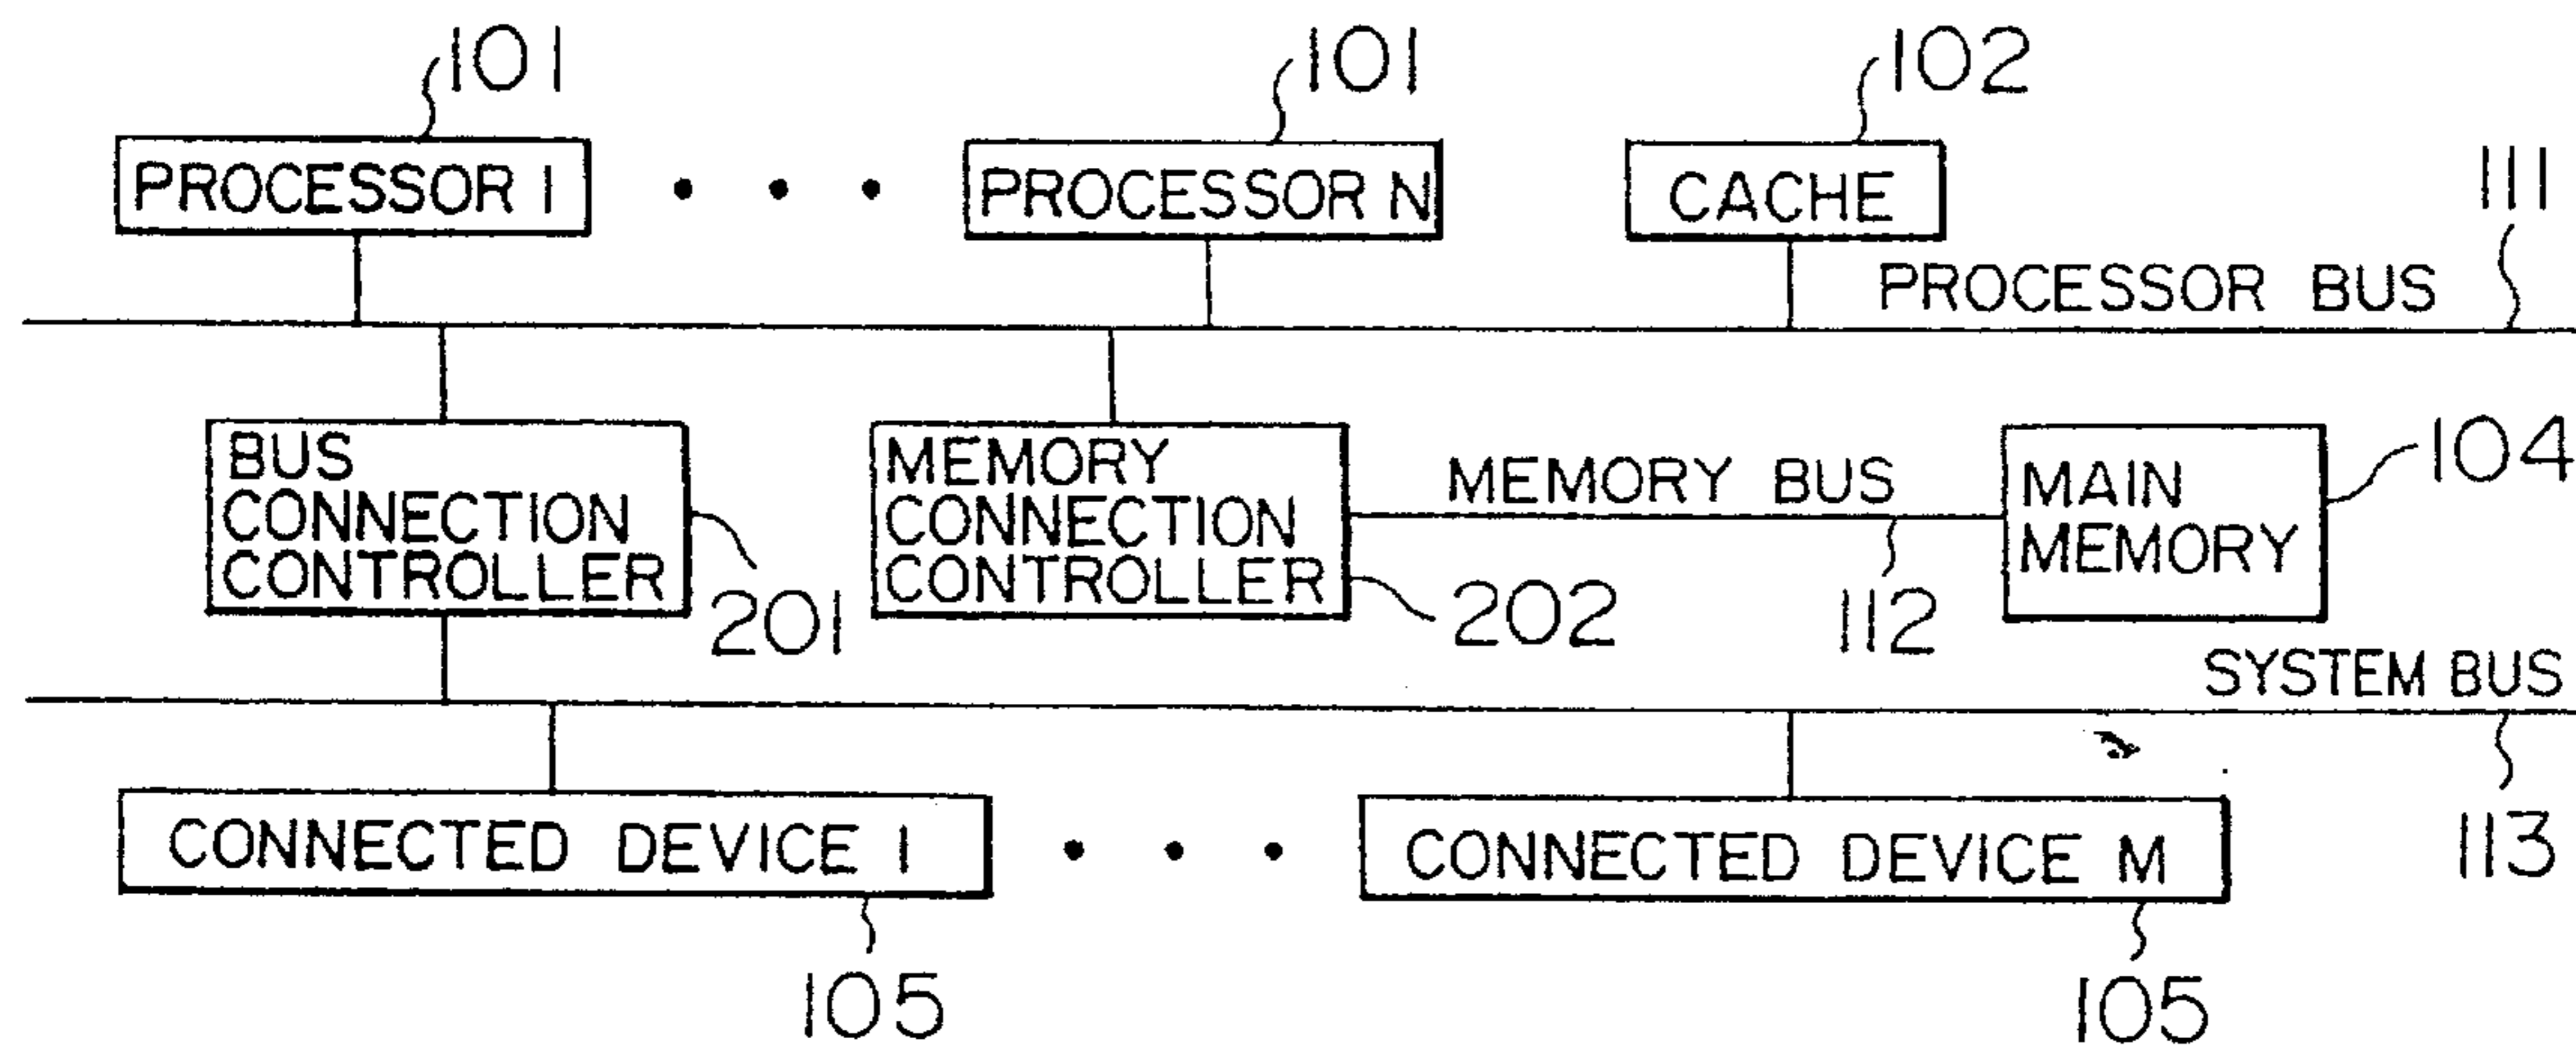 101
101
102
PROCESSOR 1
PROCESSOR N
CACHE
111
PROCESSOR BUS
BUS
CONNECTION
CONTROLLER
201
MEMORY
CONNECTION
CONTROLLER
202
MEMORY BUS
112
MAIN
MEMORY
104
SYSTEM BUS
113
CONNECTED DEVICE 1
CONNECTED DEVICE M
105
105